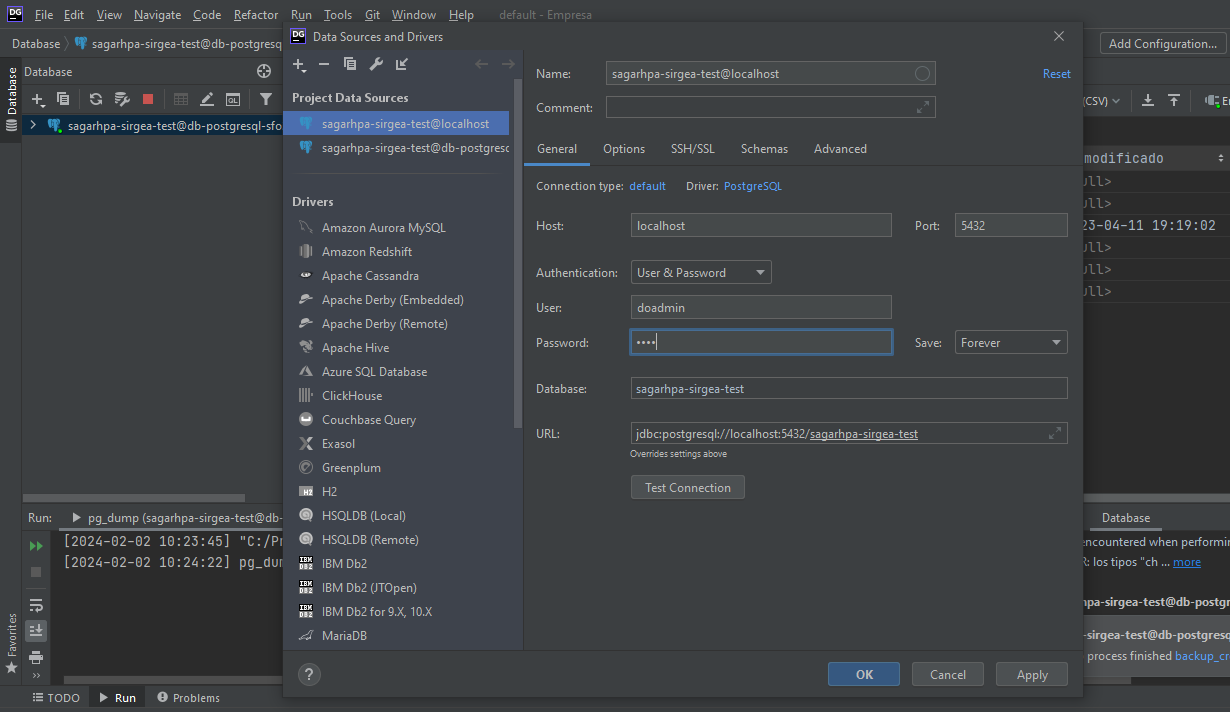 DG File Edit View Navigate Code Refactor Run Tools Git Window Help default - Empresa
Database sagarhpa-sirgea-test@db-postgresq
Add Configuration...
Database
Database
sagarhpa-sirgea-test@db-postgresql-sfo
DG Data Sources and Drivers
Project Data Sources
sagarhpa-sirgea-test@localhost
sagarhpa-sirgea-test@db-postgresq
Drivers
Amazon Aurora MySQL
Amazon Redshift
Apache Cassandra
Apache Derby (Embedded)
Apache Derby (Remote)
Apache Hive
Azure SQL Database
ClickHouse
Couchbase Query
Exasol
Greenplum
H2
HSQLDB (Local)
HSQLDB (Remote)
IBM Db2
IBM Db2 (JTOpen)
IBM Db2 for 9.X, 10.X
MariaDB
Name: sagarhpa-sirgea-test@localhost Reset
Comment:
General Options SSH/SSL Schemas Advanced
Connection type: default Driver: PostgreSQL
Host: localhost Port: 5432
Authentication: User & Password
User: doadmin
Password: •••• Save: Forever
Database: sagarhpa-sirgea-test
URL: jdbc:postgresql://localhost:5432/sagarhpa-sirgea-test
Overrides settings above
Test Connection
? OK Cancel Apply
(CSV)
modificado
ull>
ull>
23-04-11 19:19:02
ull>
ull>
ull>
Run: pg_dump (sagarhpa-sirgea-test@db-
[2024-02-02 10:23:45] "C:/Pr
[2024-02-02 10:24:22] pg_dum
Database
encountered when performin
R: los tipos "ch ... more
hpa-sirgea-test@db-postgre
-sirgea-test@db-postgresq
process finished backup_cr
Favorites
TODO Run Problems